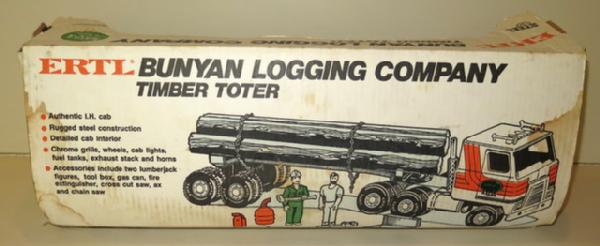 ERTL BUNYAN LOGGING COMPANY
TIMBER TOTER
• Authentic I.H. cab
• Rugged steel construction
• Detailed cab interior
• Chrome grille, wheels, cab lights,
fuel tanks, exhaust stack and horns
• Accessories include two lumberjack
figures, tool box, gas can, fire
extinguisher, cross cut saw, ax
and chain saw